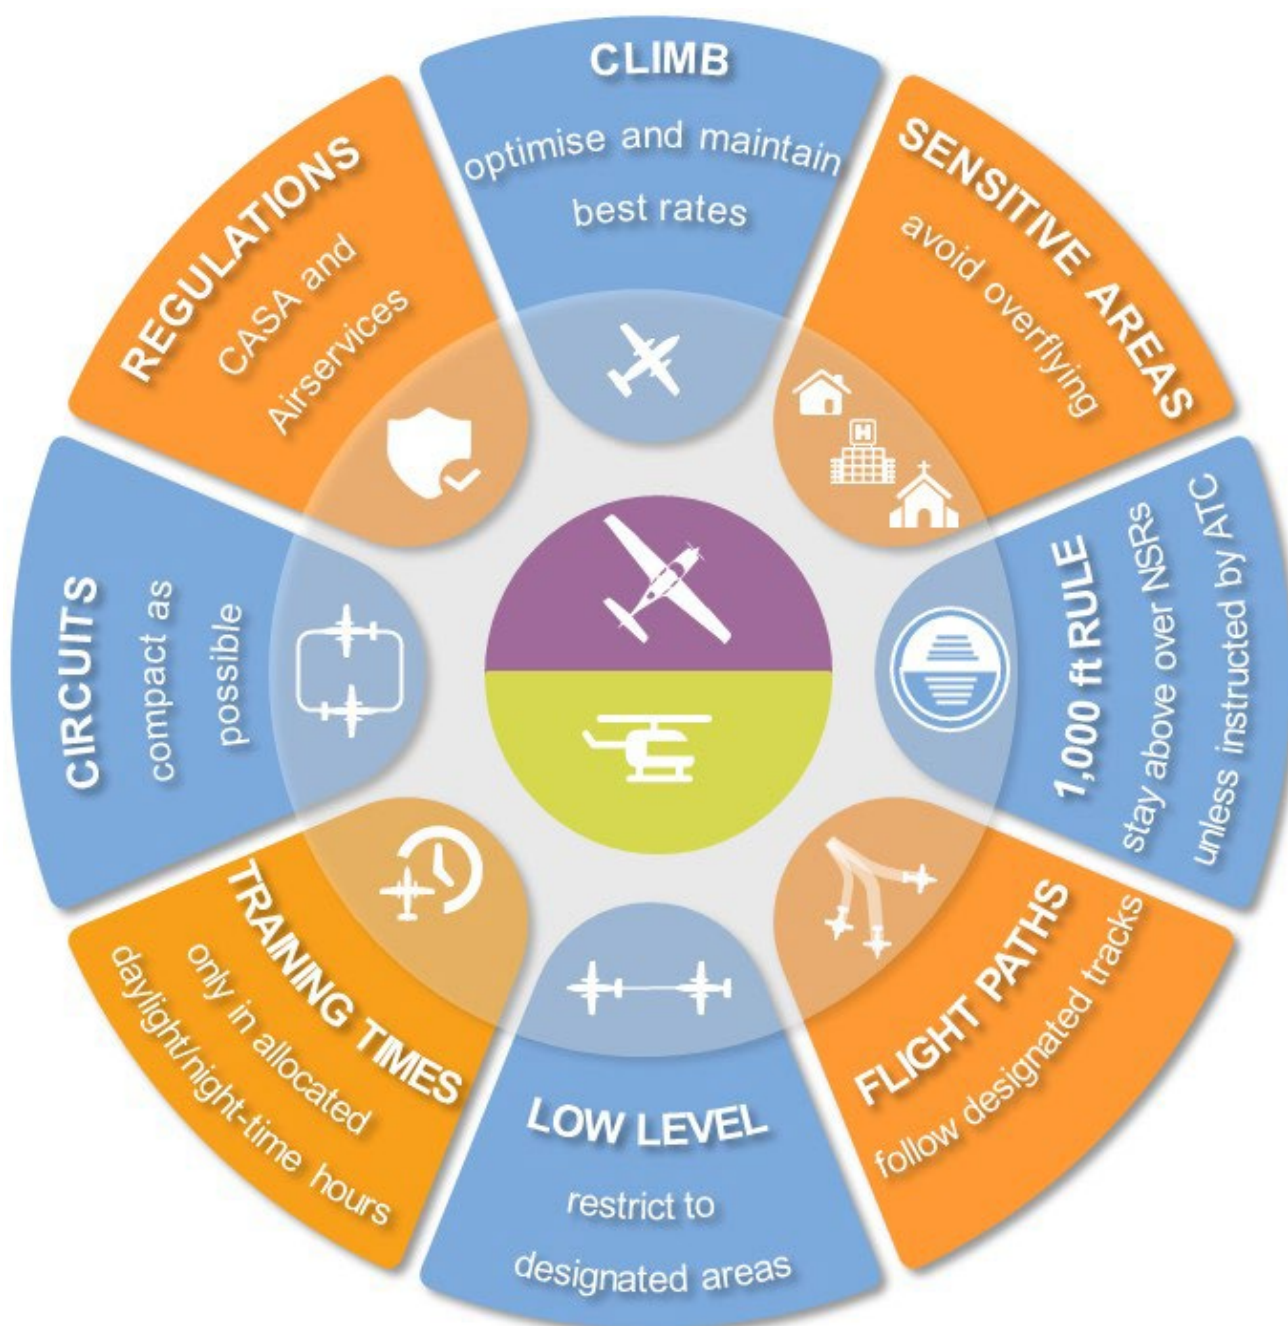 CLIMB
optimise and maintain
best rates
SENSITIVE AREAS
avoid overflying
H
1,000 ft RULE
stay above over NSRs
unless instructed by ATC
FLIGHT PATHS
follow designated tracks
LOW LEVEL
restrict to
designated areas
TRAINING TIMES
only in allocated
daylight/night-time hours
CIRCUITS
compact as
possible
REGULATIONS
CASA and
Airservices